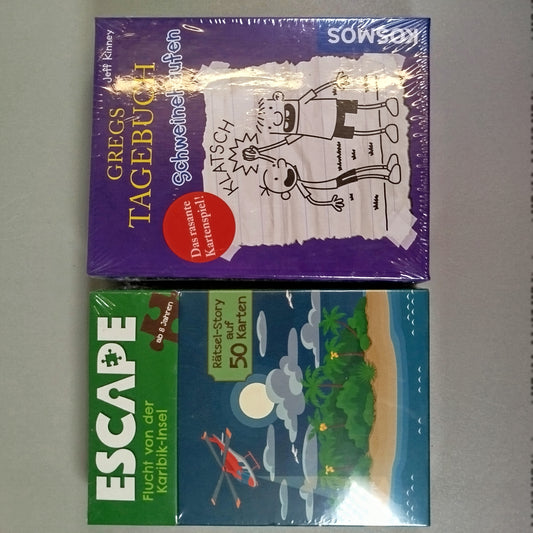 Jeff Kinney
GREGS
TAGEBUCH
Schweinehaufen
KLATSCH
Das rasante
Kartenspiel!
KOSMOS
ESCAPE
Flucht von der
Karibik-Insel
ab 8 Jahren
Rätsel-Story
auf
50 Karten